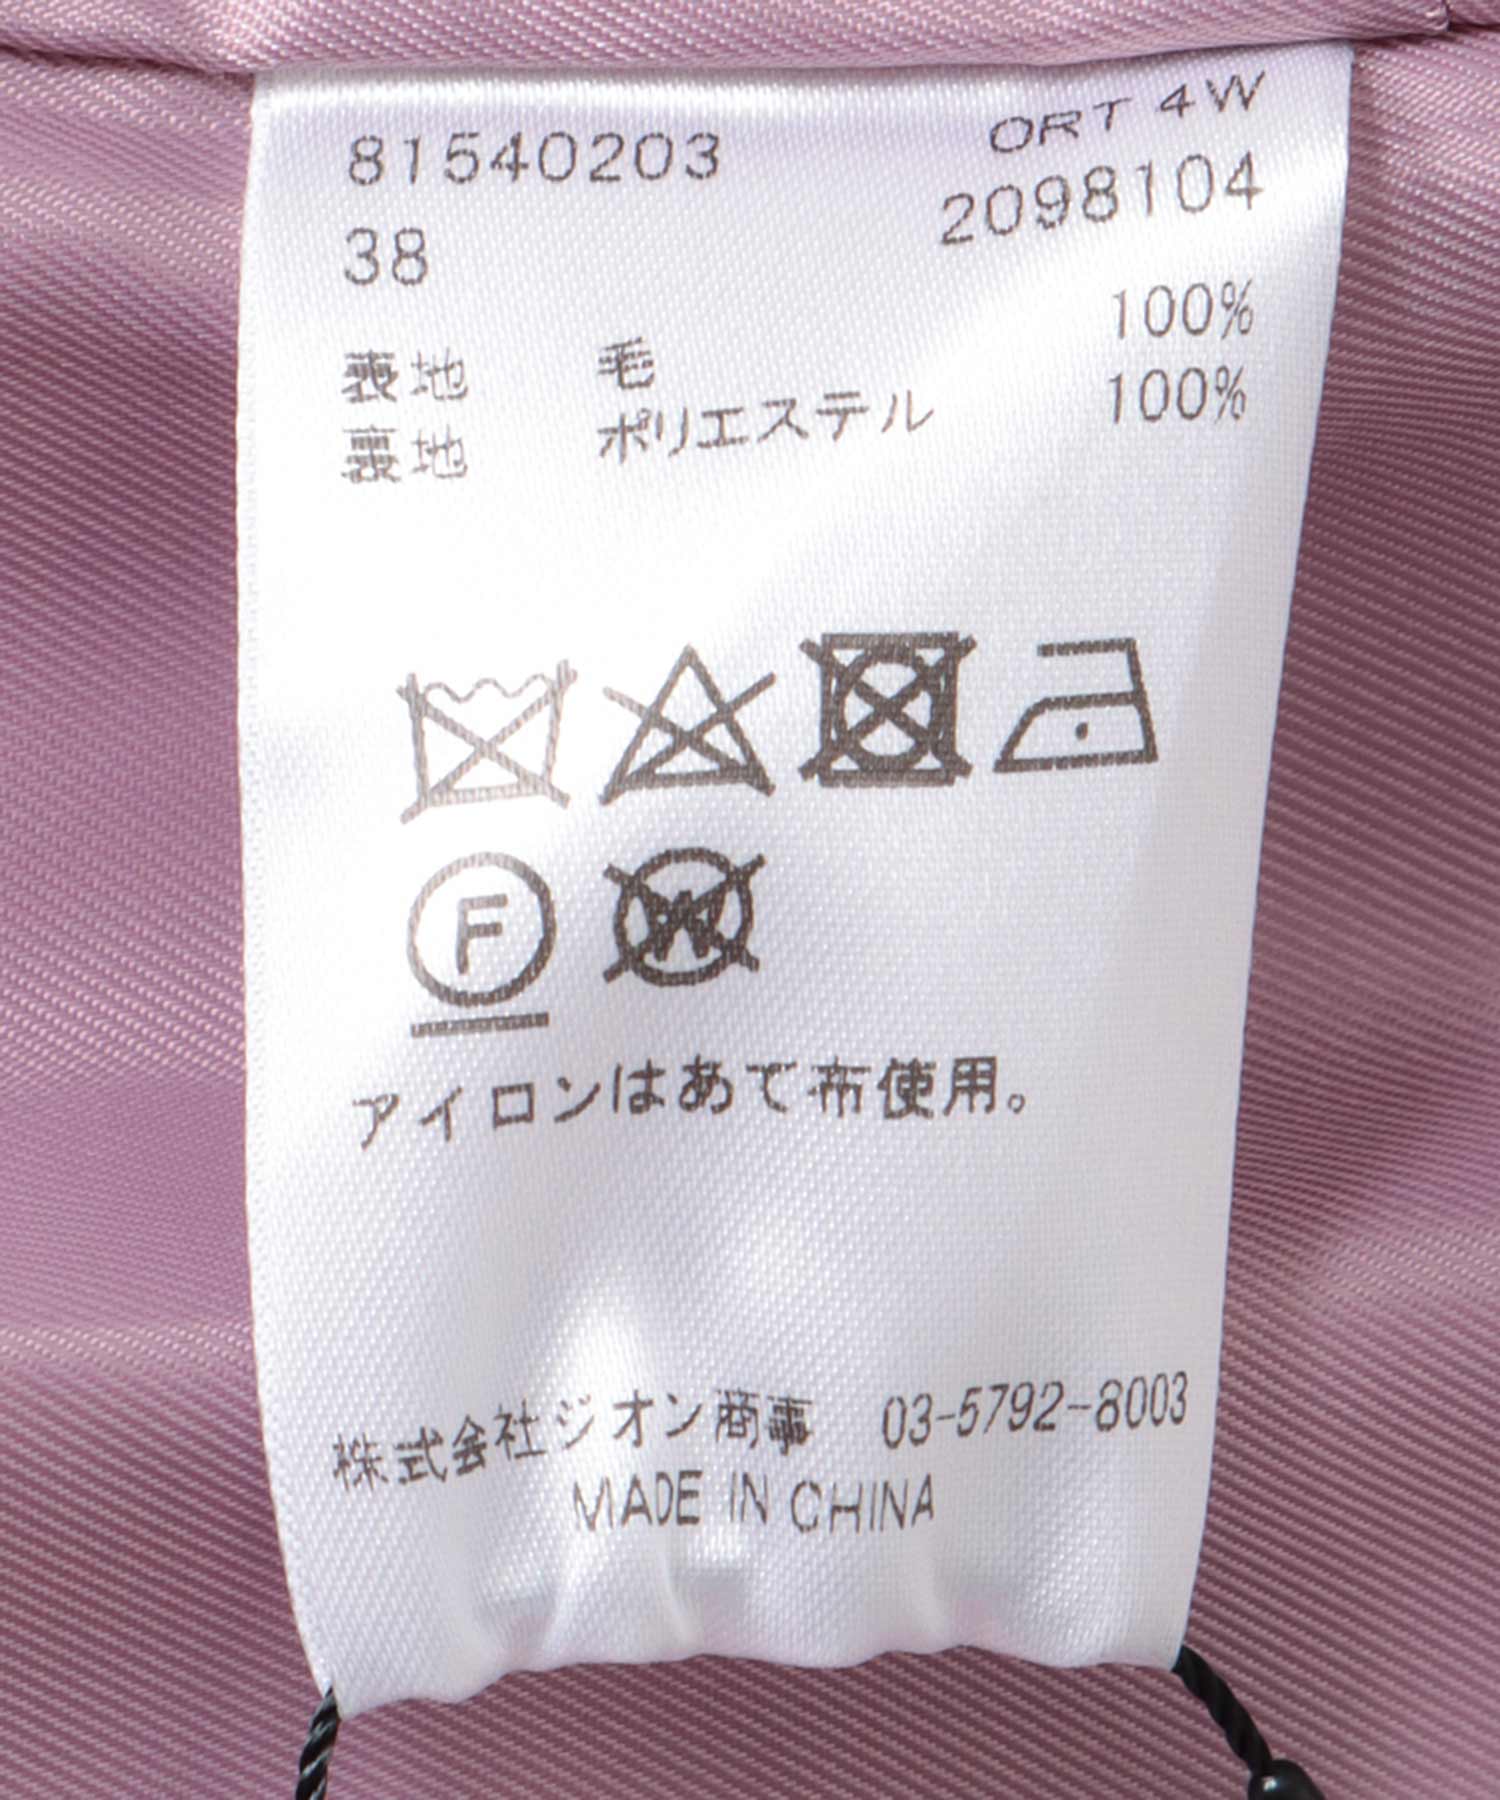 81540203 ORT 4W
38 2098104
表地 毛 100%
裏地 ポリエステル 100%
F W
アイロンはあて布使用。
株式会社ジオン商事 03-5792-8003
MADE IN CHINA